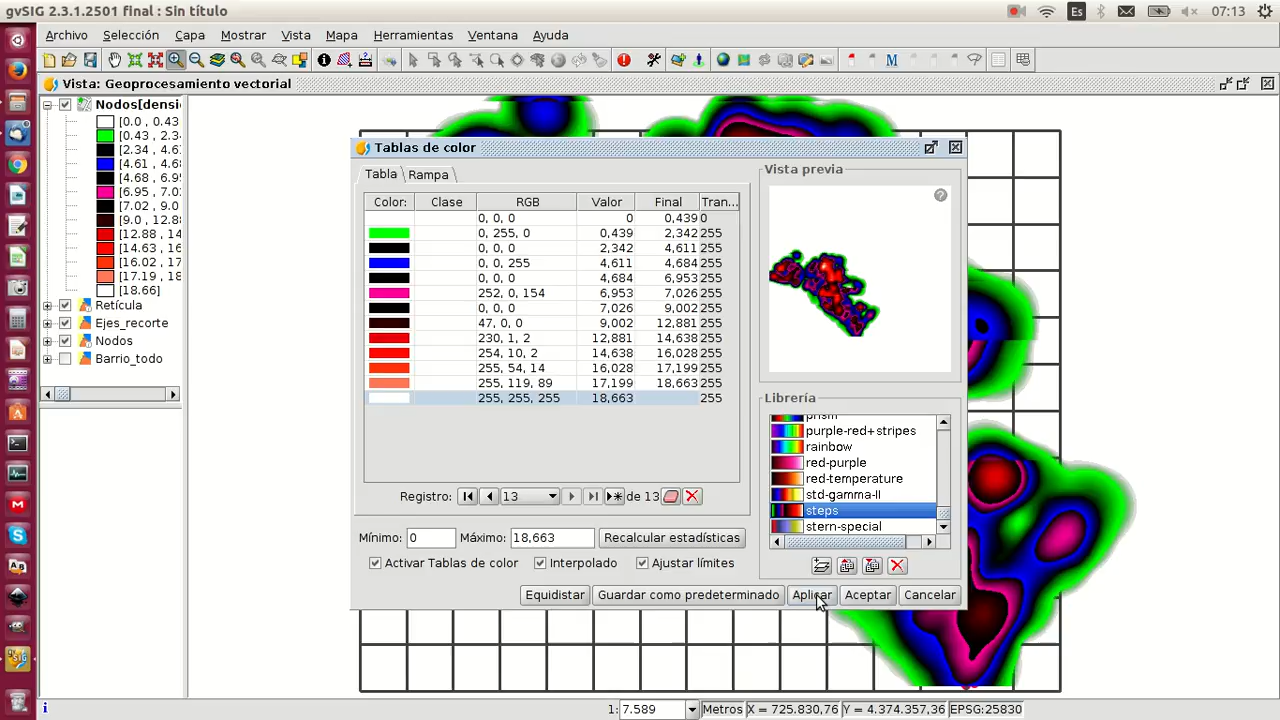 gvSIG 2.3.1.2501 final : Sin título
Es
07:13
Archivo Selección Capa Mostrar Vista Mapa Herramientas Ventana Ayuda
Vista: Geoprocesamiento vectorial
Nodos[densi
[0.0 , 0.43
[0.43 , 2.3
[2.34 , 4.6
[4.61 , 4.68
[4.68 , 6.9
[6.95 , 7.0
[7.02 , 9.0
[9.0 , 12.8
[12.88 , 14
[14.63 , 16
[16.02 , 17
[17.19 , 18
[18.66]
Retícula
Ejes_recorte
Nodos
Barrio_todo
Tablas de color
Tabla Rampa
Color: Clase RGB Valor Final Tran...
0, 0, 0 0 0,439 0
0, 255, 0 0,439 2,342 255
0, 0, 0 2,342 4,611 255
0, 0, 255 4,611 4,684 255
0, 0, 0 4,684 6,953 255
252, 0, 154 6,953 7,026 255
0, 0, 0 7,026 9,002 255
47, 0, 0 9,002 12,881 255
230, 1, 2 12,881 14,638 255
254, 10, 2 14,638 16,028 255
255, 54, 14 16,028 17,199 255
255, 119, 89 17,199 18,663 255
255, 255, 255 18,663 255
Registro: 13 de 13
Mínimo: 0 Máximo: 18,663 Recalcular estadísticas
Activar Tablas de color Interpolado Ajustar límites
Vista previa
Librería
prism
purple-red+stripes
rainbow
red-purple
red-temperature
std-gamma-II
steps
stern-special
Equidistar Guardar como predeterminado Aplicar Aceptar Cancelar
1: 7.589 Metros X = 725.830,76 Y = 4.374.357,36 EPSG:25830